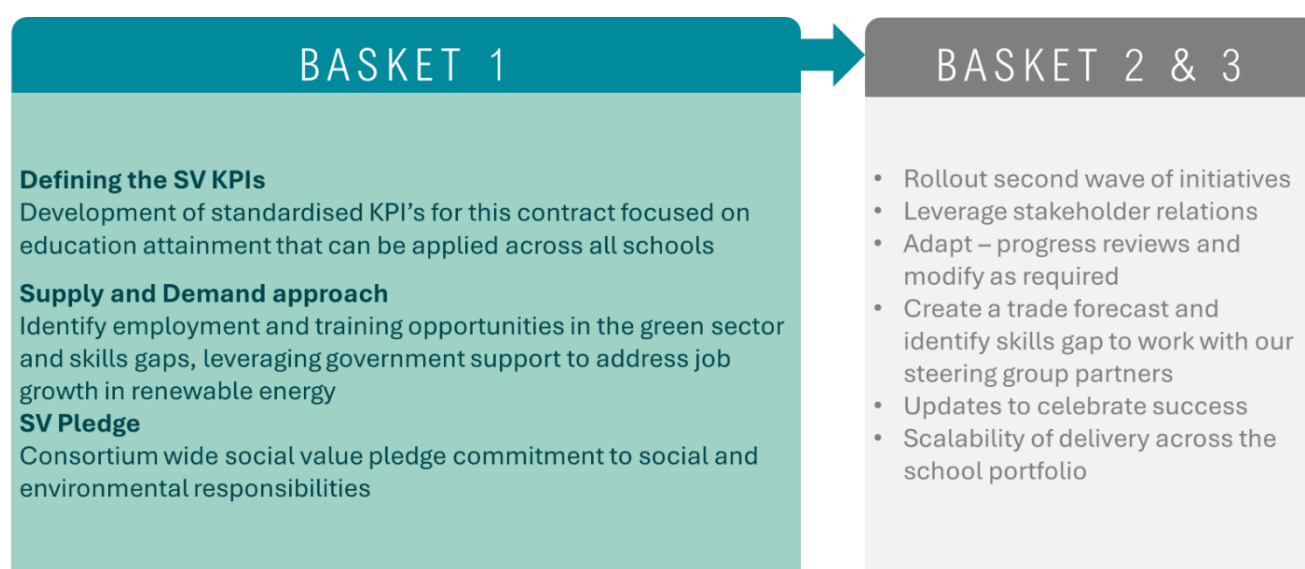 BASKET 1
Defining the SV KPIs
Development of standardised KPI's for this contract focused on
education attainment that can be applied across all schools
Supply and Demand approach
Identify employment and training opportunities in the green sector
and skills gaps, leveraging government support to address job
growth in renewable energy
SV Pledge
Consortium wide social value pledge commitment to social and
environmental responsibilities
BASKET 2 & 3
• Rollout second wave of initiatives
• Leverage stakeholder relations
• Adapt – progress reviews and
modify as required
• Create a trade forecast and
identify skills gap to work with our
steering group partners
• Updates to celebrate success
• Scalability of delivery across the
school portfolio